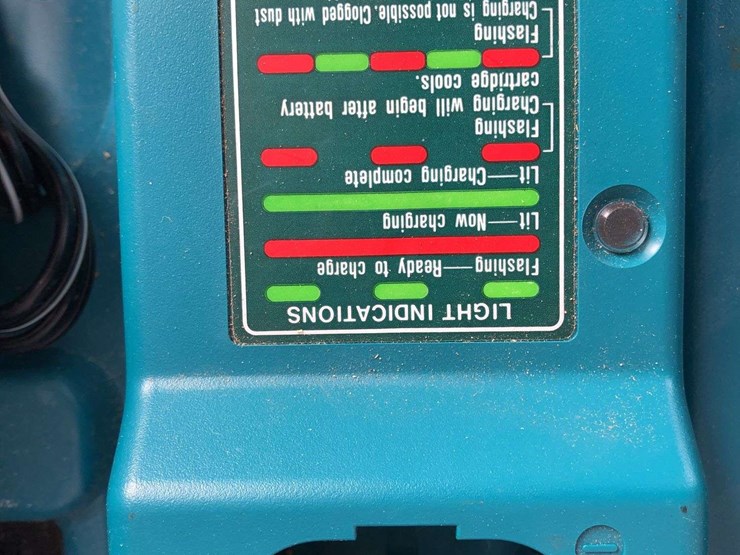 LIGHT INDICATIONS
Flashing—Ready to charge
Lit—Now charging
Lit—Charging complete
Flashing
Charging will begin after battery
cartridge cools.
Flashing
Charging is not possible. Clogged with dust